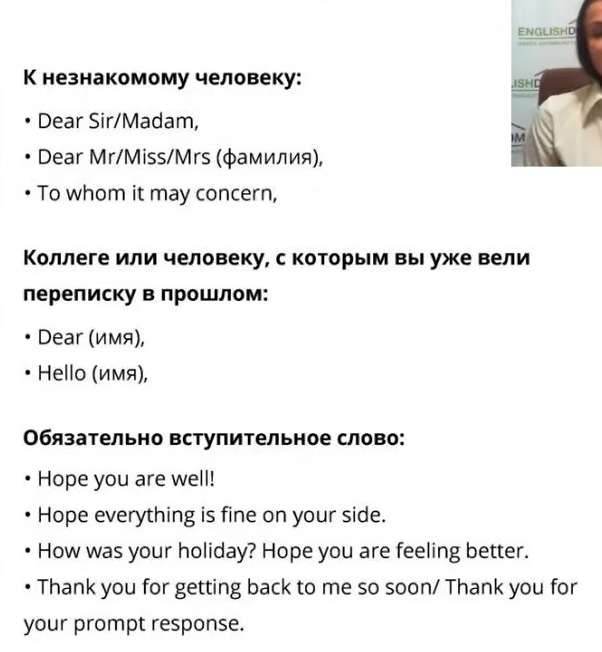 ENGLISHD
К незнакомому человеку:
• Dear Sir/Madam,
• Dear Mr/Miss/Mrs (фамилия),
• To whom it may concern,
Коллеге или человеку, с которым вы уже вели
переписку в прошлом:
• Dear (имя),
• Hello (имя),
Обязательно вступительное слово:
• Hope you are well!
• Hope everything is fine on your side.
• How was your holiday? Hope you are feeling better.
• Thank you for getting back to me so soon/ Thank you for
your prompt response.